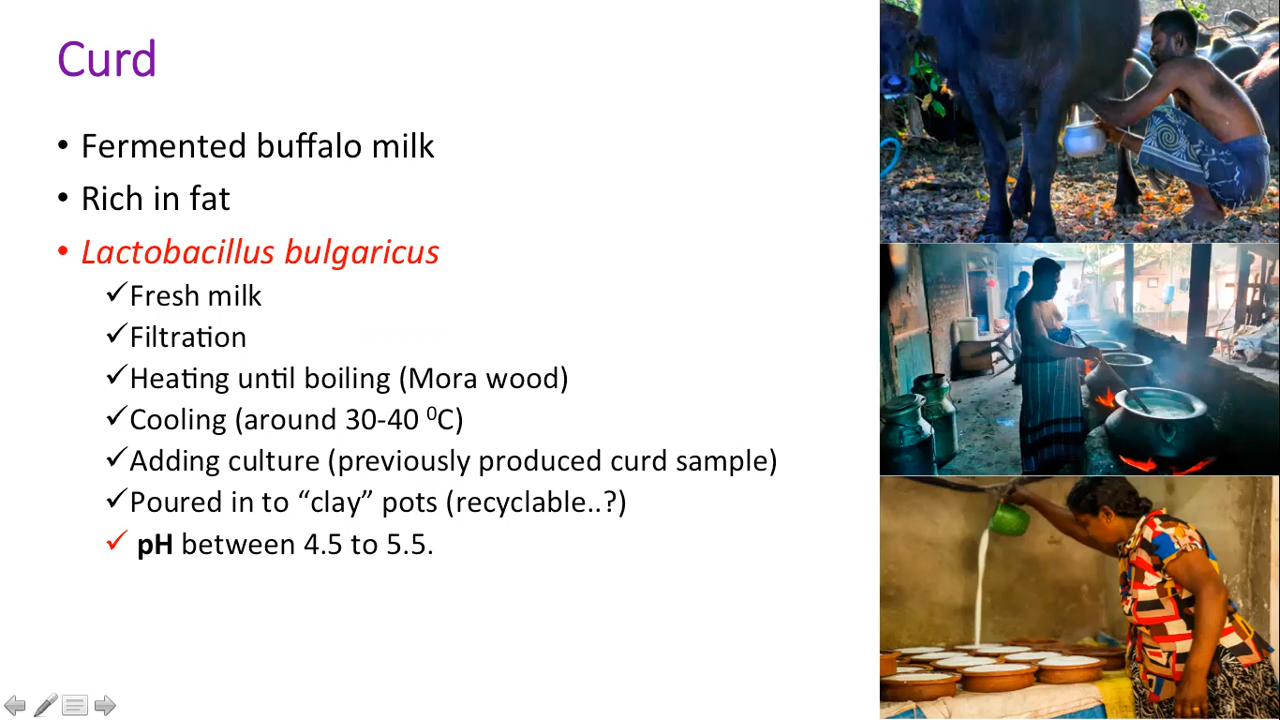 Curd
• Fermented buffalo milk
• Rich in fat
• Lactobacillus bulgaricus
✓Fresh milk
✓Filtration
✓Heating until boiling (Mora wood)
✓Cooling (around 30-40 ⁰C)
✓Adding culture (previously produced curd sample)
✓Poured in to “clay” pots (recyclable..?)
✓ pH between 4.5 to 5.5.